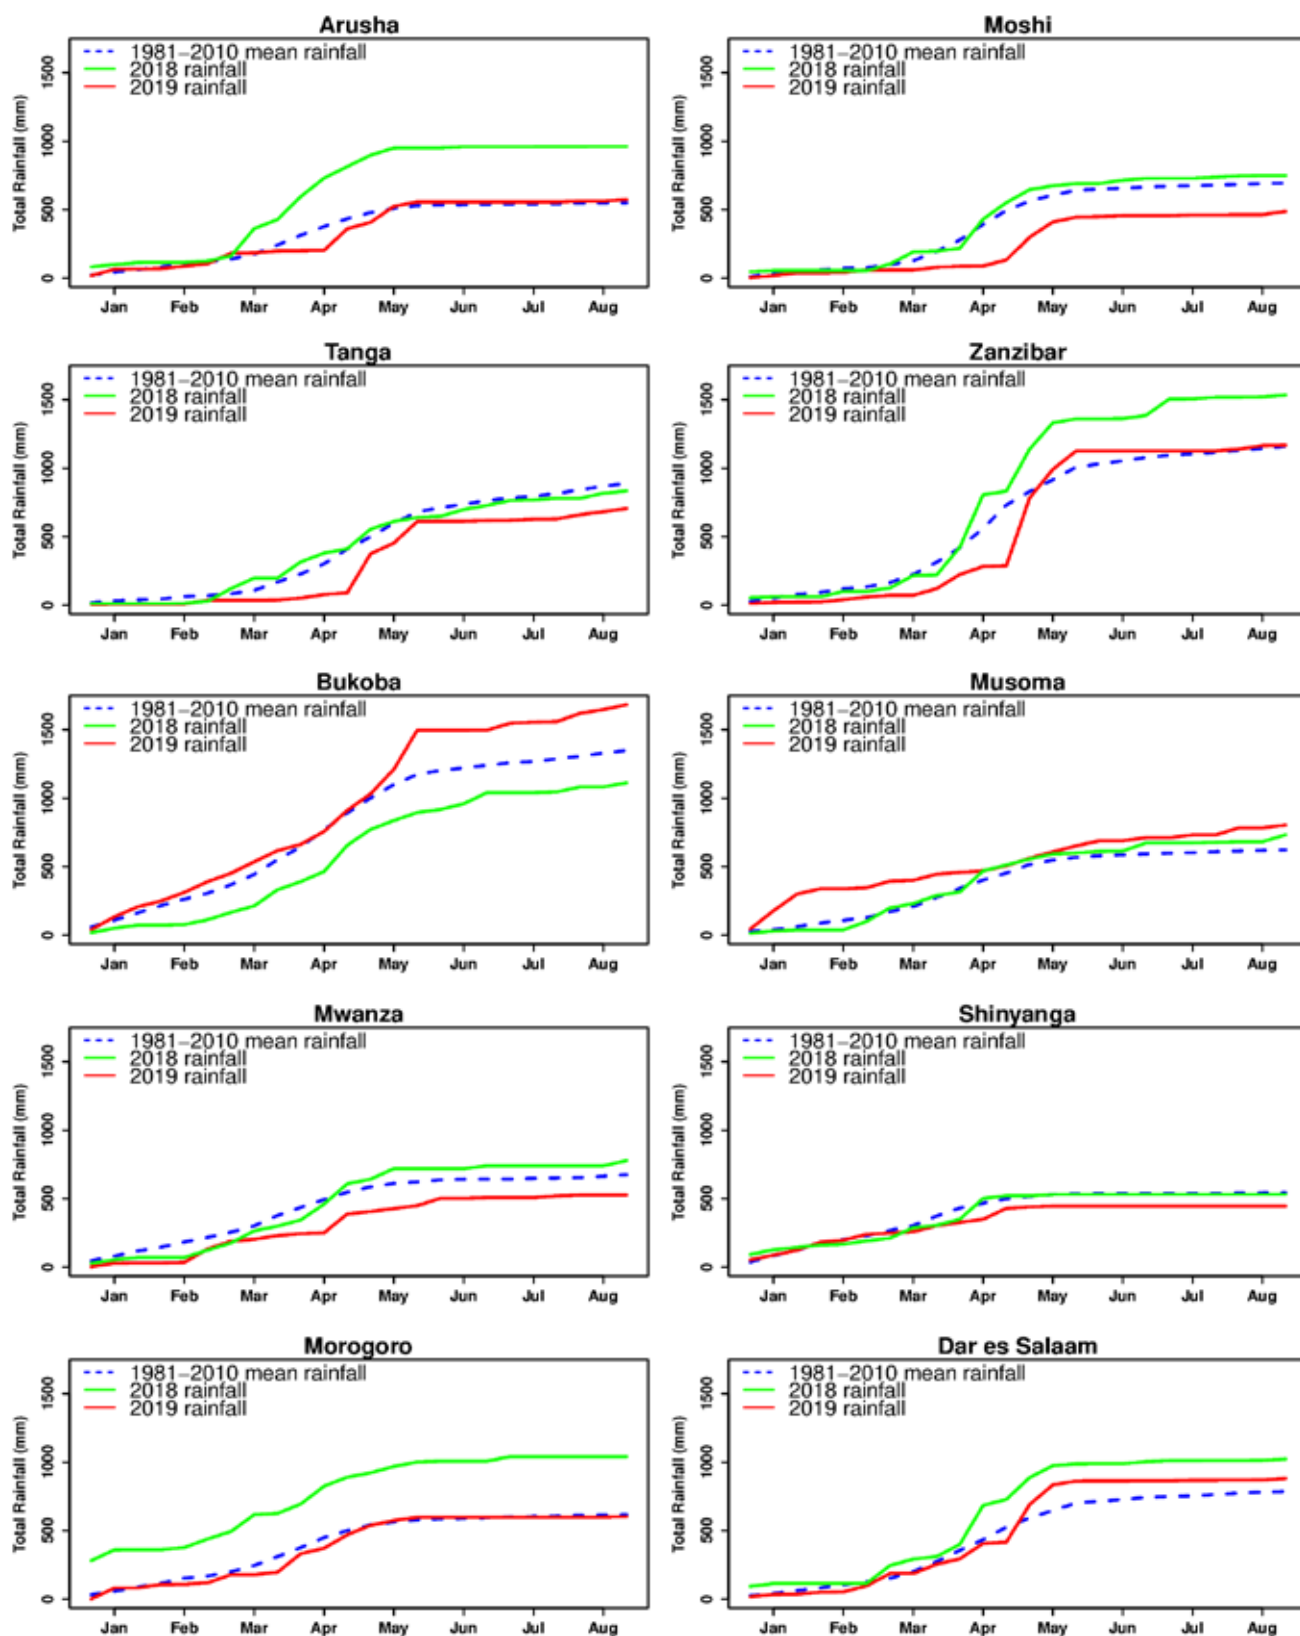 Arusha
1981–2010 mean rainfall
2018 rainfall
2019 rainfall
Total Rainfall (mm)
1500
1000
500
0
Jan Feb Mar Apr May Jun Jul Aug
Moshi
1981–2010 mean rainfall
2018 rainfall
2019 rainfall
Total Rainfall (mm)
1500
1000
500
0
Jan Feb Mar Apr May Jun Jul Aug
Tanga
1981–2010 mean rainfall
2018 rainfall
2019 rainfall
Total Rainfall (mm)
1500
1000
500
0
Jan Feb Mar Apr May Jun Jul Aug
Zanzibar
1981–2010 mean rainfall
2018 rainfall
2019 rainfall
Total Rainfall (mm)
1500
1000
500
0
Jan Feb Mar Apr May Jun Jul Aug
Bukoba
1981–2010 mean rainfall
2018 rainfall
2019 rainfall
Total Rainfall (mm)
1500
1000
500
0
Jan Feb Mar Apr May Jun Jul Aug
Musoma
1981–2010 mean rainfall
2018 rainfall
2019 rainfall
Total Rainfall (mm)
1500
1000
500
0
Jan Feb Mar Apr May Jun Jul Aug
Mwanza
1981–2010 mean rainfall
2018 rainfall
2019 rainfall
Total Rainfall (mm)
1500
1000
500
0
Jan Feb Mar Apr May Jun Jul Aug
Shinyanga
1981–2010 mean rainfall
2018 rainfall
2019 rainfall
Total Rainfall (mm)
1500
1000
500
0
Jan Feb Mar Apr May Jun Jul Aug
Morogoro
1981–2010 mean rainfall
2018 rainfall
2019 rainfall
Total Rainfall (mm)
1500
1000
500
0
Jan Feb Mar Apr May Jun Jul Aug
Dar es Salaam
1981–2010 mean rainfall
2018 rainfall
2019 rainfall
Total Rainfall (mm)
1500
1000
500
0
Jan Feb Mar Apr May Jun Jul Aug